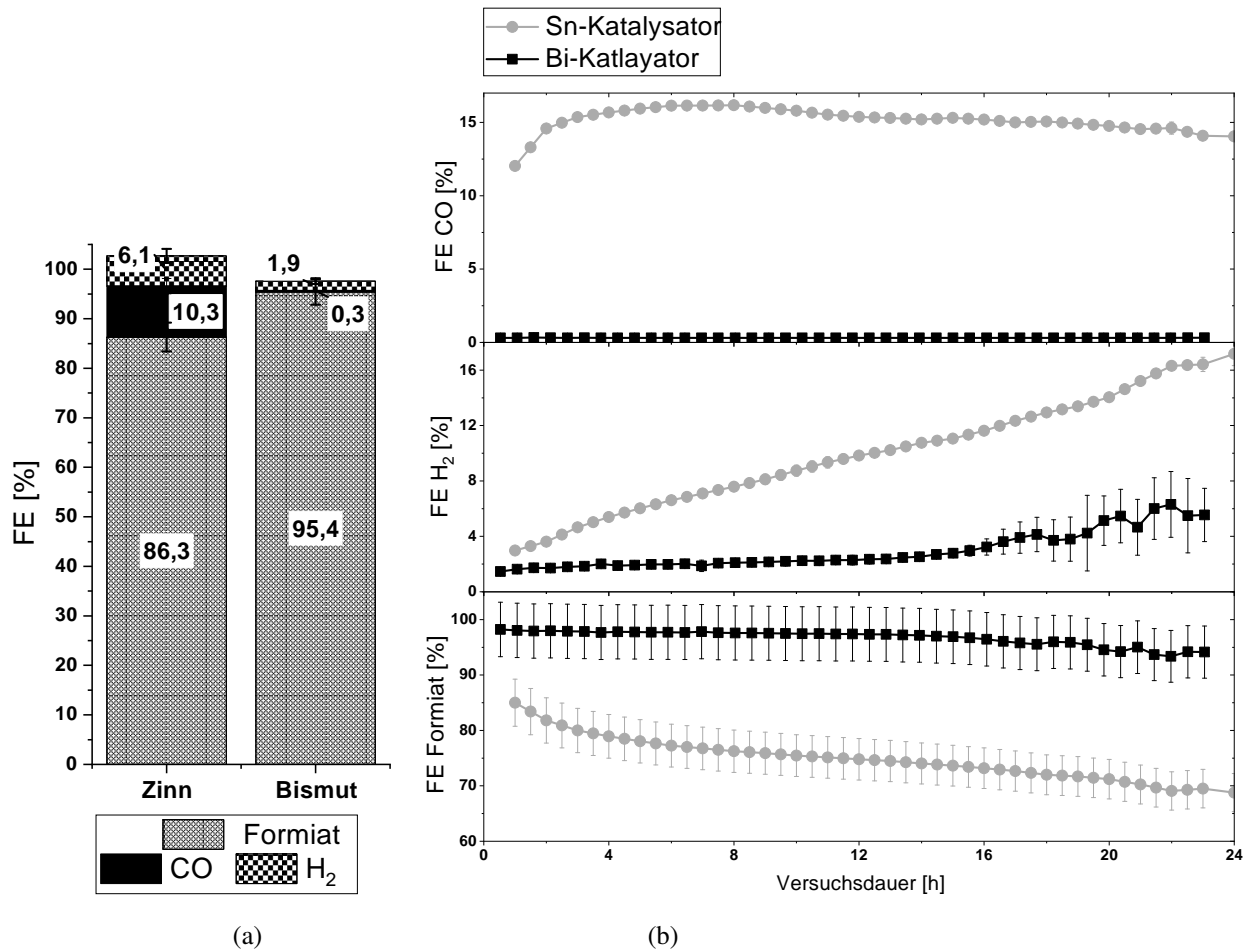 Sn-Katalysator
Bi-Katlayator
FE [%]
100
90
80
70
60
50
40
30
20
10
0
6,1
10,3
86,3
1,9
0,3
95,4
Zinn
Bismut
Formiat
CO
H₂
(a)
FE CO [%]
15
10
5
0
FE H₂ [%]
16
12
8
4
0
FE Formiat [%]
100
90
80
70
60
0
4
8
12
16
20
24
Versuchsdauer [h]
(b)